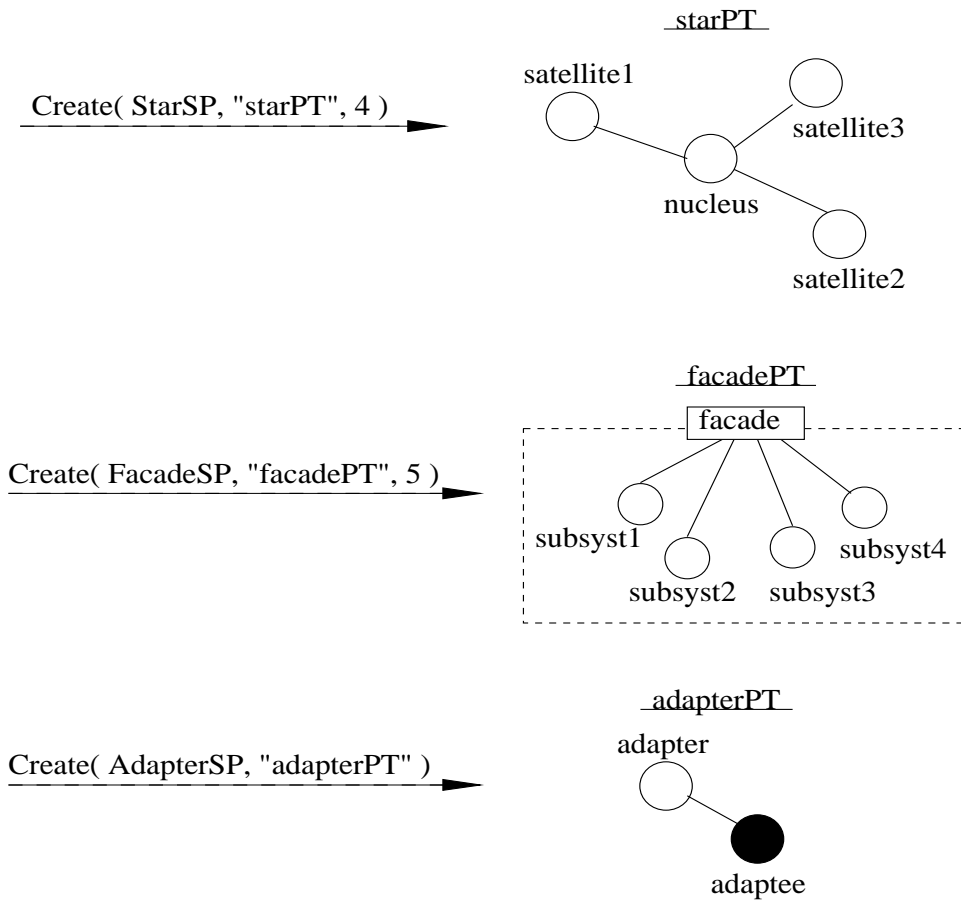 starPT
satellite1
Create( StarSP, "starPT", 4 )
satellite3
nucleus
satellite2
facadePT
facade
Create( FacadeSP, "facadePT", 5 )
subsyst1
subsyst4
subsyst2
subsyst3
adapterPT
adapter
Create( AdapterSP, "adapterPT" )
adaptee